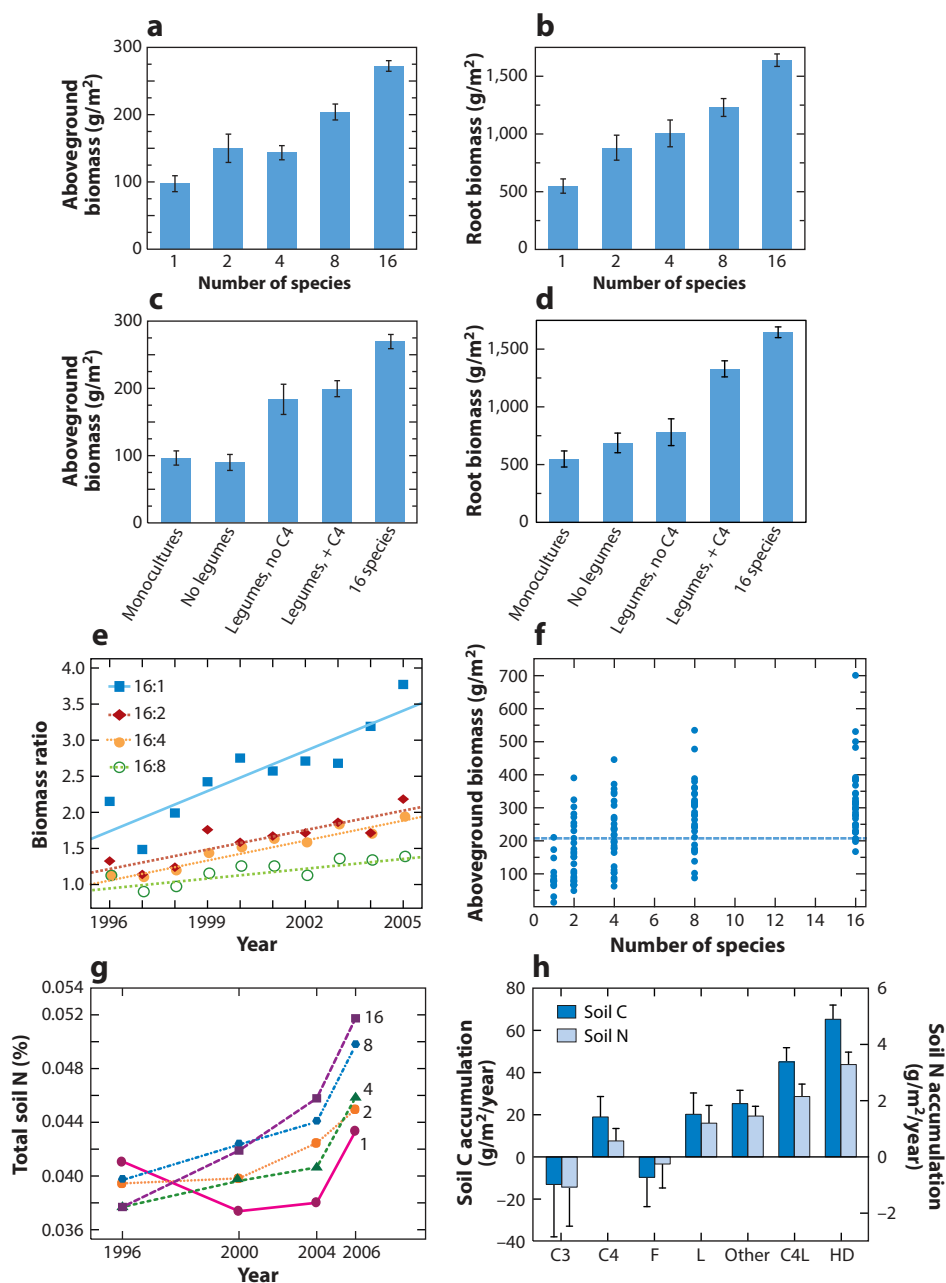 a
300
200
100
0
Aboveground
biomass (g/m²)
1 2 4 8 16
Number of species
b
1,500
1,000
500
0
Root biomass (g/m²)
1 2 4 8 16
Number of species
c
300
200
100
0
Aboveground
biomass (g/m²)
Monocultures
No legumes
Legumes, no C4
Legumes, + C4
16 species
d
1,500
1,000
500
0
Root biomass (g/m²)
Monocultures
No legumes
Legumes, no C4
Legumes, + C4
16 species
e
4.0
3.5
3.0
2.5
2.0
1.5
1.0
Biomass ratio
16:1
16:2
16:4
16:8
1996 1999 2002 2005
Year
f
700
600
500
400
300
200
100
0
Aboveground biomass (g/m²)
0 2 4 6 8 10 12 14 16
Number of species
g
0.054
0.052
0.048
0.044
0.040
0.036
Total soil N (%)
16
8
4
2
1
1996 2000 2004 2006
Year
h
80
60
40
20
0
−20
−40
Soil C accumulation
(g/m²/year)
Soil C
Soil N
6
4
2
0
−2
Soil N accumulation
(g/m²/year)
C3 C4 F L Other C4L HD